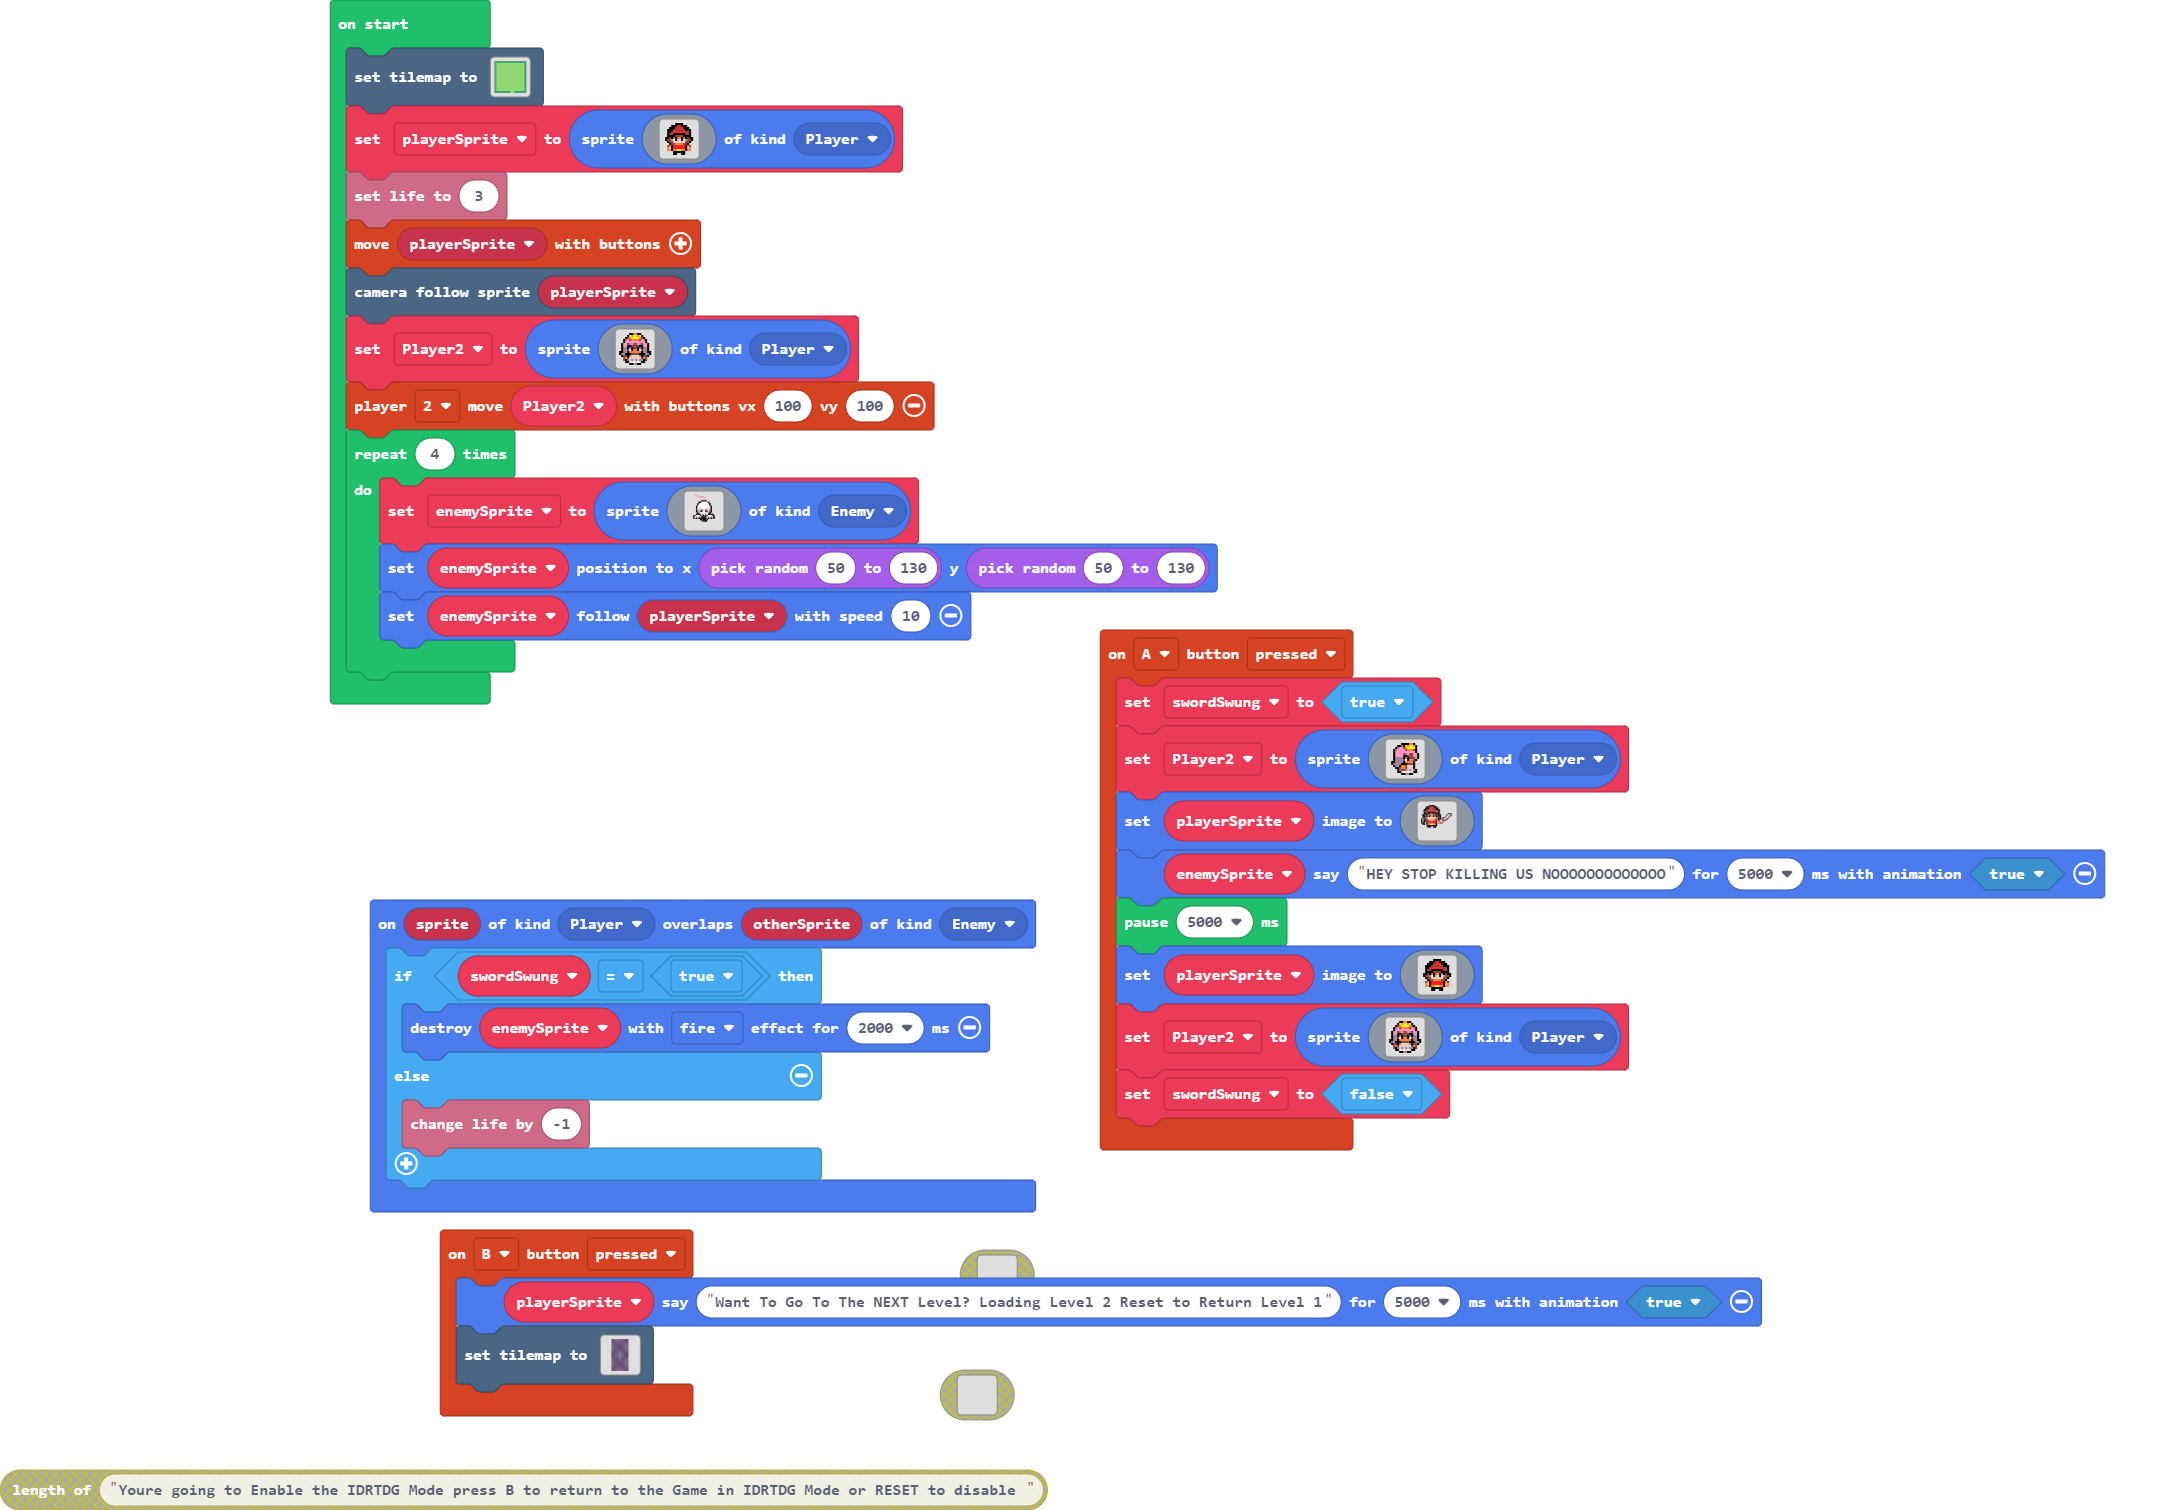 on start
set tilemap to
set playerSprite to sprite of kind Player
set life to 3
move playerSprite with buttons
camera follow sprite playerSprite
set Player2 to sprite of kind Player
player 2 move Player2 with buttons vx 100 vy 100
repeat 4 times
do
set enemySprite to sprite of kind Enemy
set enemySprite position to x pick random 50 to 130 y pick random 50 to 130
set enemySprite follow playerSprite with speed 10
on A button pressed
set swordSwung to true
set Player2 to sprite of kind Player
set playerSprite image to
enemySprite say "HEY STOP KILLING US NOOOOOOOOOOOOO" for 5000 ms with animation true
pause 5000 ms
set playerSprite image to
set Player2 to sprite of kind Player
set swordSwung to false
on sprite of kind Player overlaps otherSprite of kind Enemy
if swordSwung = true then
destroy enemySprite with fire effect for 2000 ms
else
change life by -1
on B button pressed
playerSprite say "Want To Go To The NEXT Level? Loading Level 2 Reset to Return Level 1" for 5000 ms with animation true
set tilemap to
length of "Youre going to Enable the IDRTDG Mode press B to return to the Game in IDRTDG Mode or RESET to disable "